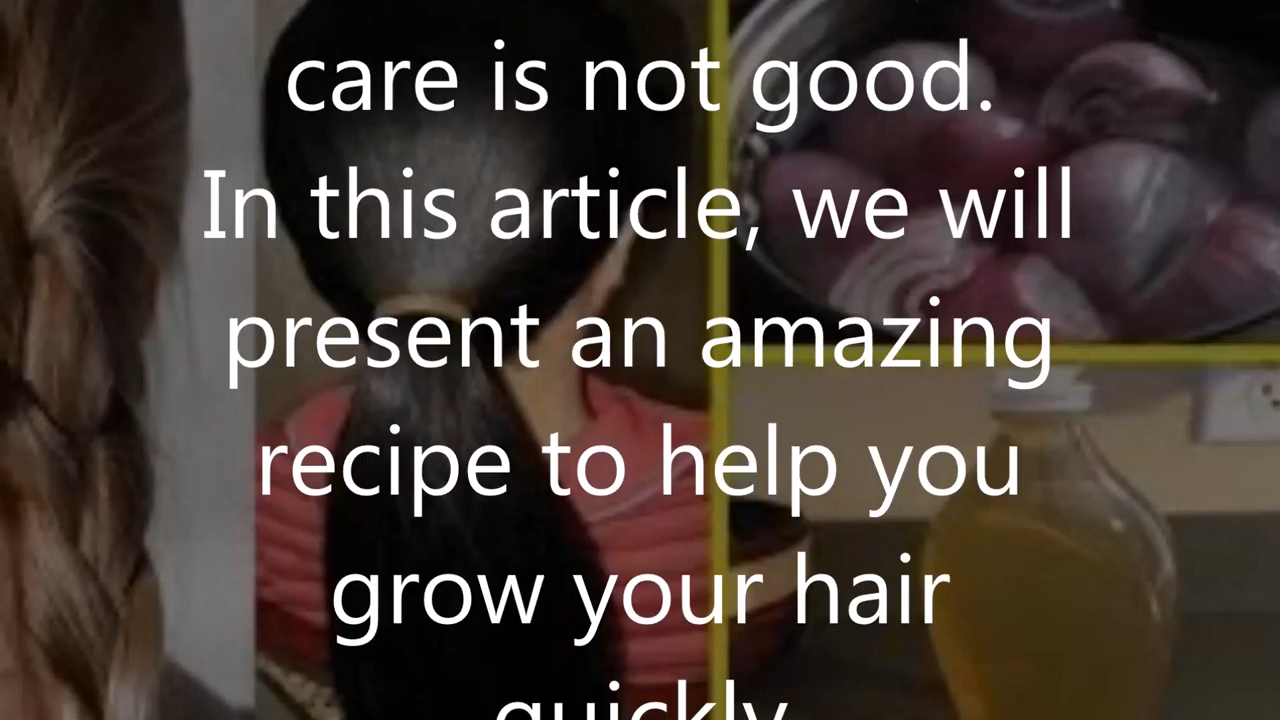 care is not good.
In this article, we will
present an amazing
recipe to help you
grow your hair
quickly